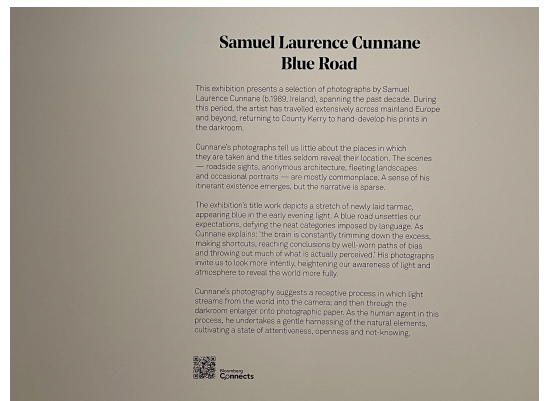 Samuel Laurence Cunnane
Blue Road
This exhibition presents a selection of photographs by Samuel
Laurence Cunnane (b.1989, Ireland), spanning the past decade. During
this period, the artist has travelled extensively across mainland Europe
and beyond, returning to County Kerry to hand-develop his prints in
the darkroom.
Cunnane's photographs tell us little about the places in which
they are taken and the titles seldom reveal their location. The scenes
— roadside sights, anonymous architecture, fleeting landscapes
and occasional portraits — are mostly commonplace. A sense of his
itinerant existence emerges, but the narrative is sparse.
The exhibition's title work depicts a stretch of newly laid tarmac,
appearing blue in the early evening light. A blue road unsettles our
expectations, defying the neat categories imposed by language. As
Cunnane explains: 'the brain is constantly trimming down the excess,
making shortcuts, reaching conclusions by well-worn paths of bias
and throwing out much of what is actually perceived.' His photographs
invite us to look more intently, heightening our awareness of light and
atmosphere to reveal the world more fully.
Cunnane's photography suggests a receptive process in which light
streams from the world into the camera; and then through the
darkroom enlarger onto photographic paper. As the human agent in this
process, he undertakes a gentle harnessing of the natural elements,
cultivating a state of attentiveness, openness and not-knowing.
Bloomberg
Connects